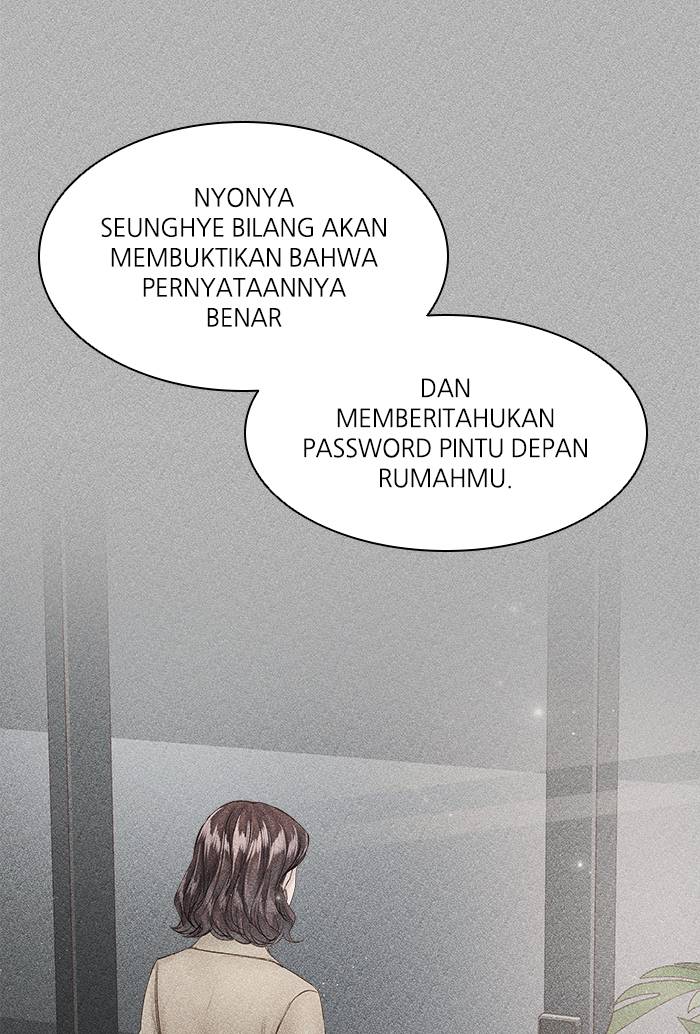 NYONYA
SEUNGHYE BILANG AKAN
MEMBUKTIKAN BAHWA
PERNYATAANNYA
BENAR
DAN
MEMBERITAHUKAN
PASSWORD PINTU DEPAN
RUMAHMU.